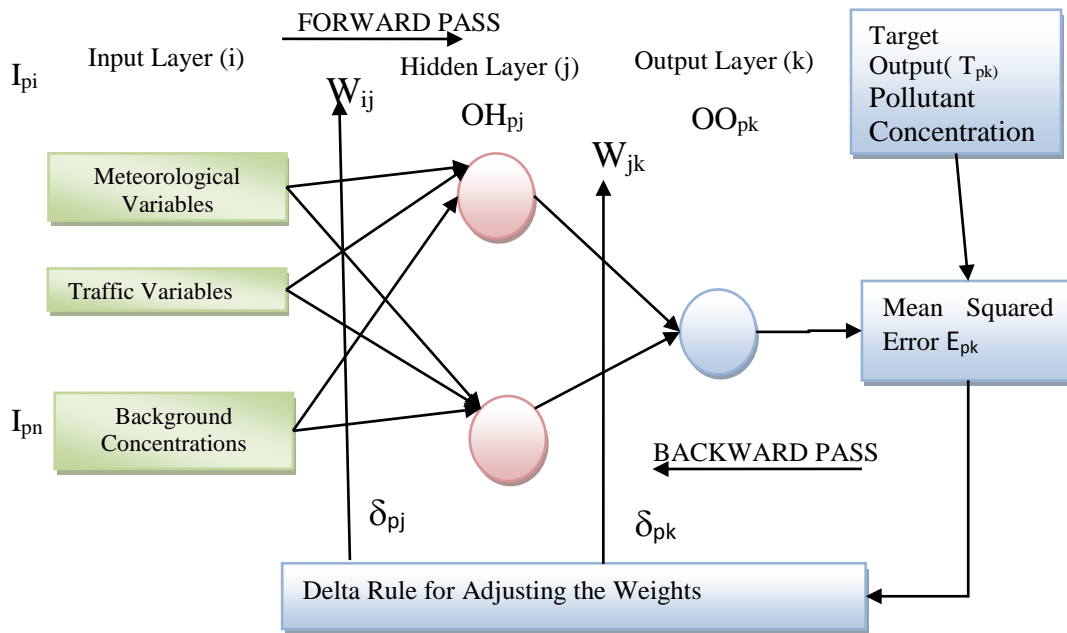 FORWARD PASS
Input Layer (i)
Hidden Layer (j)
Output Layer (k)
Target
Output( Tpk)
Pollutant
Concentration
Ipi
Wij
OHpj
OOpk
Wjk
Meteorological
Variables
Traffic Variables
Mean Squared
Error Epk
Ipn
Background
Concentrations
BACKWARD PASS
δpj
δpk
Delta Rule for Adjusting the Weights